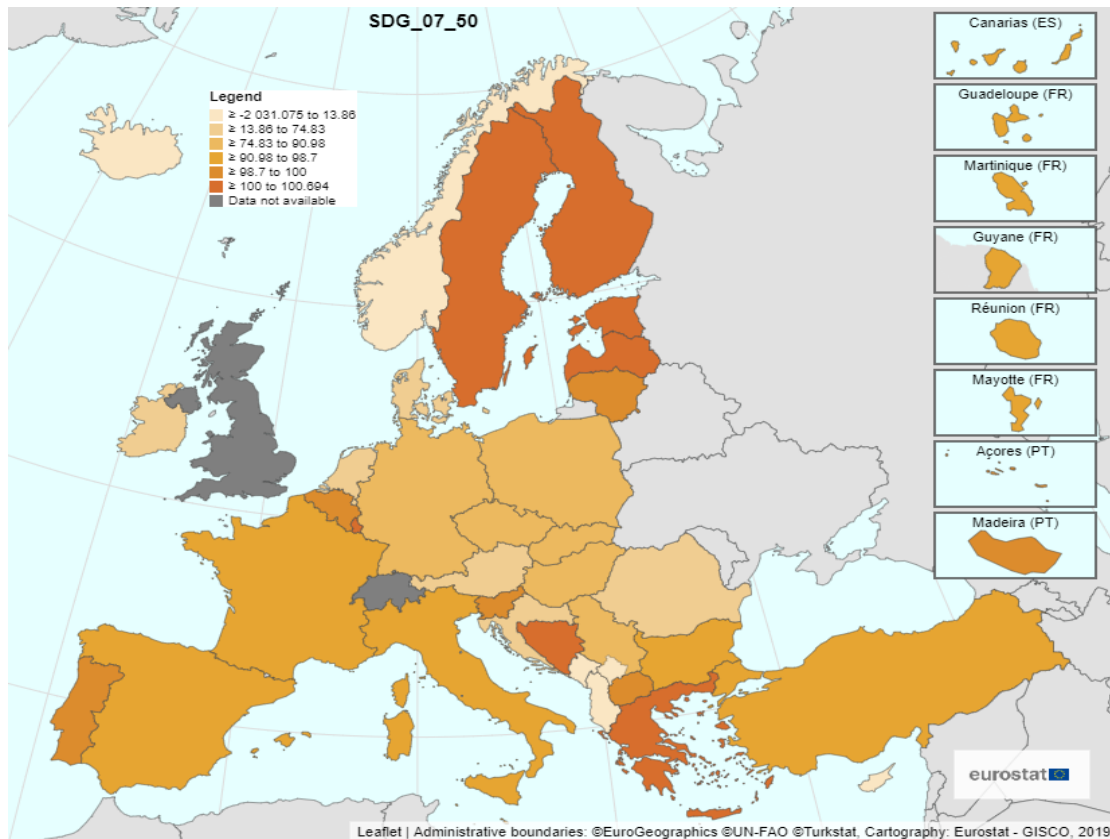 SDG_07_50
Legend
≥ -2 031.075 to 13.86
≥ 13.86 to 74.83
≥ 74.83 to 90.98
≥ 90.98 to 98.7
≥ 98.7 to 100
≥ 100 to 100.694
Data not available
Canarias (ES)
Guadeloupe (FR)
Martinique (FR)
Guyane (FR)
Réunion (FR)
Mayotte (FR)
Açores (PT)
Madeira (PT)
eurostat
Leaflet | Administrative boundaries: ©EuroGeographics ©UN-FAO ©Turkstat, Cartography: Eurostat - GISCO, 2019